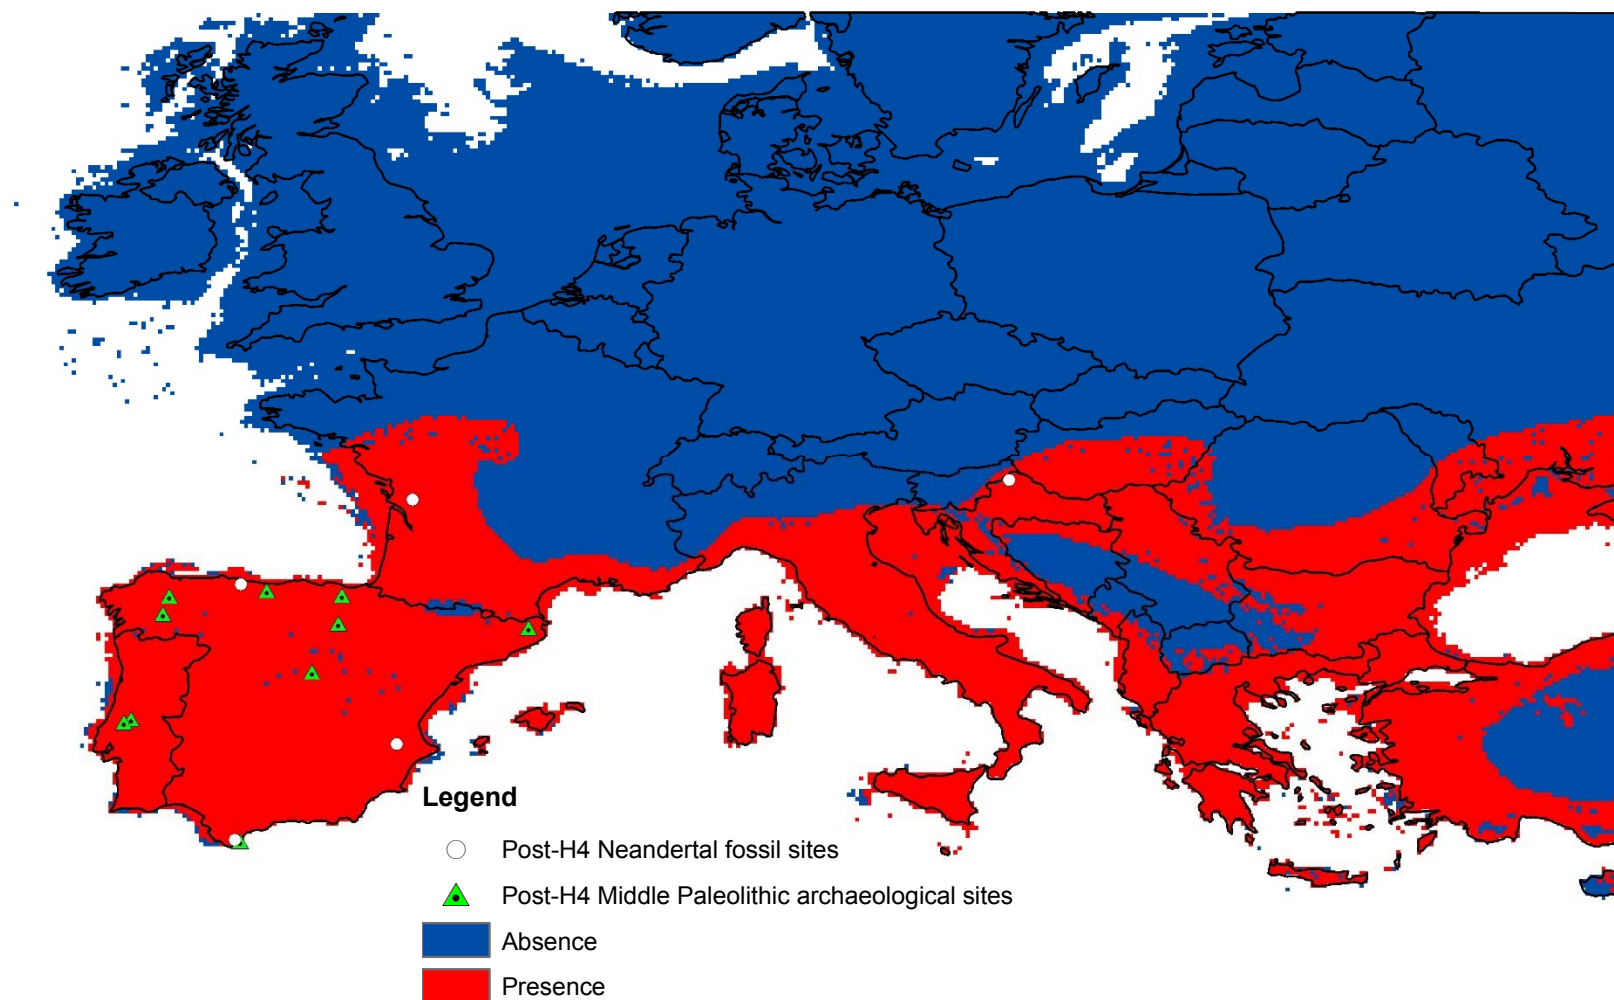 Legend
Post-H4 Neandertal fossil sites
Post-H4 Middle Paleolithic archaeological sites
Absence
Presence